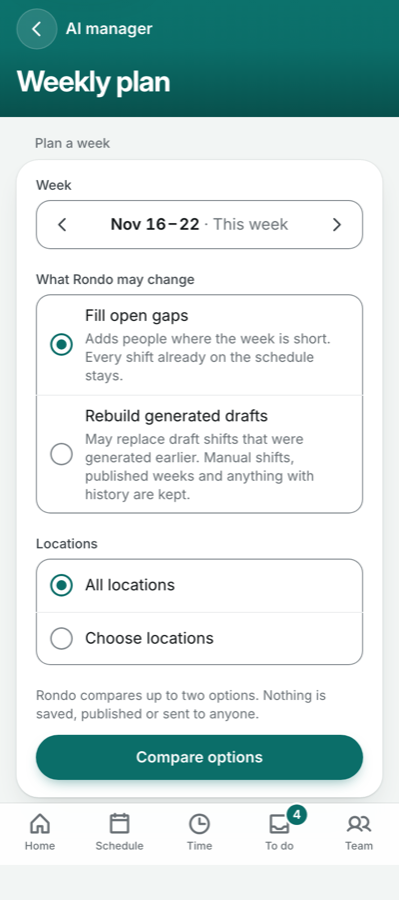 AI manager
Weekly plan
Plan a week
Week
Nov 16–22 · This week
What Rondo may change
Fill open gaps
Adds people where the week is short.
Every shift already on the schedule
stays.
Rebuild generated drafts
May replace draft shifts that were
generated earlier. Manual shifts,
published weeks and anything with
history are kept.
Locations
All locations
Choose locations
Rondo compares up to two options. Nothing is
saved, published or sent to anyone.
Compare options
4
Home Schedule Time To do Team